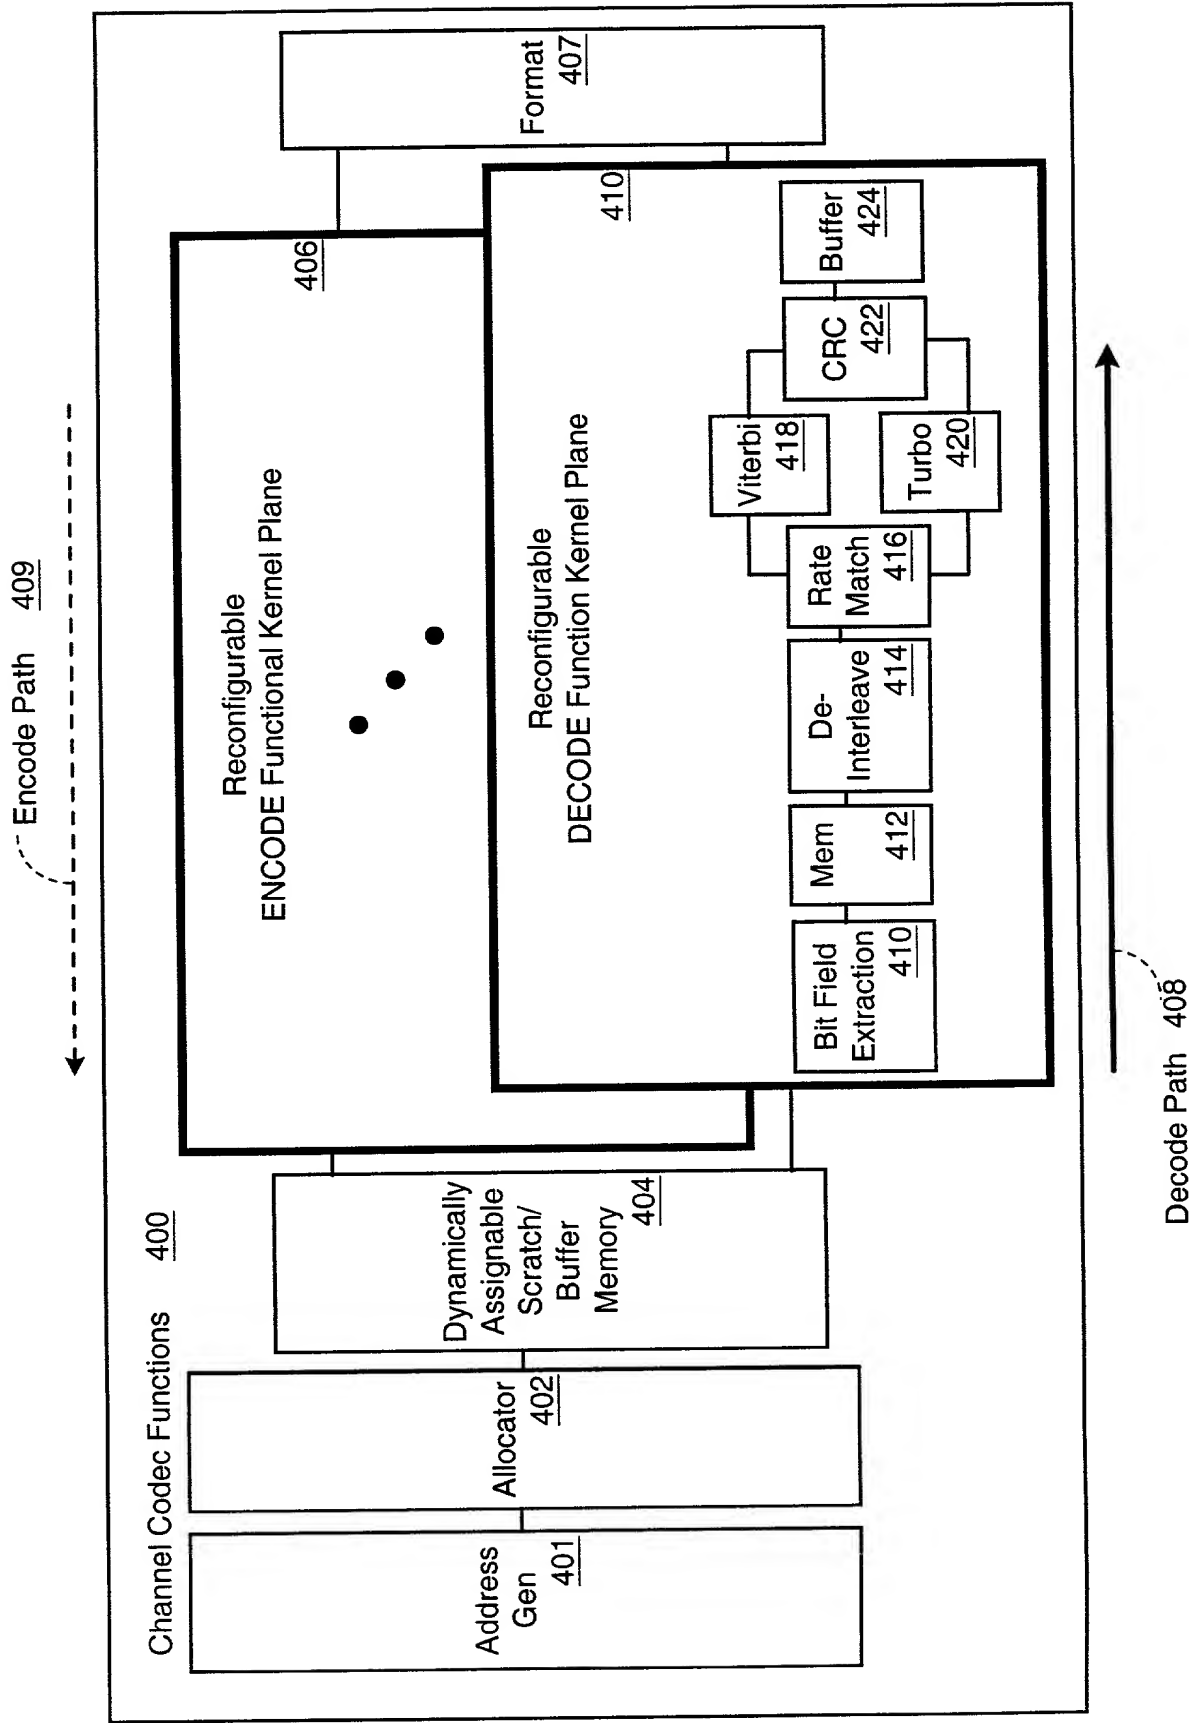 Encode Path 409
Channel Codec Functions 400
Address
Gen
401
Allocator
402
Dynamically
Assignable
Scratch/
Buffer
Memory
404
Reconfigurable
ENCODE Functional Kernel Plane
406
Reconfigurable
DECODE Function Kernel Plane
410
Bit Field
Extraction
410
Mem
412
De-
Interleave
414
Rate
Match
416
Viterbi
418
Turbo
420
CRC
422
Buffer
424
Format
407
Decode Path 408